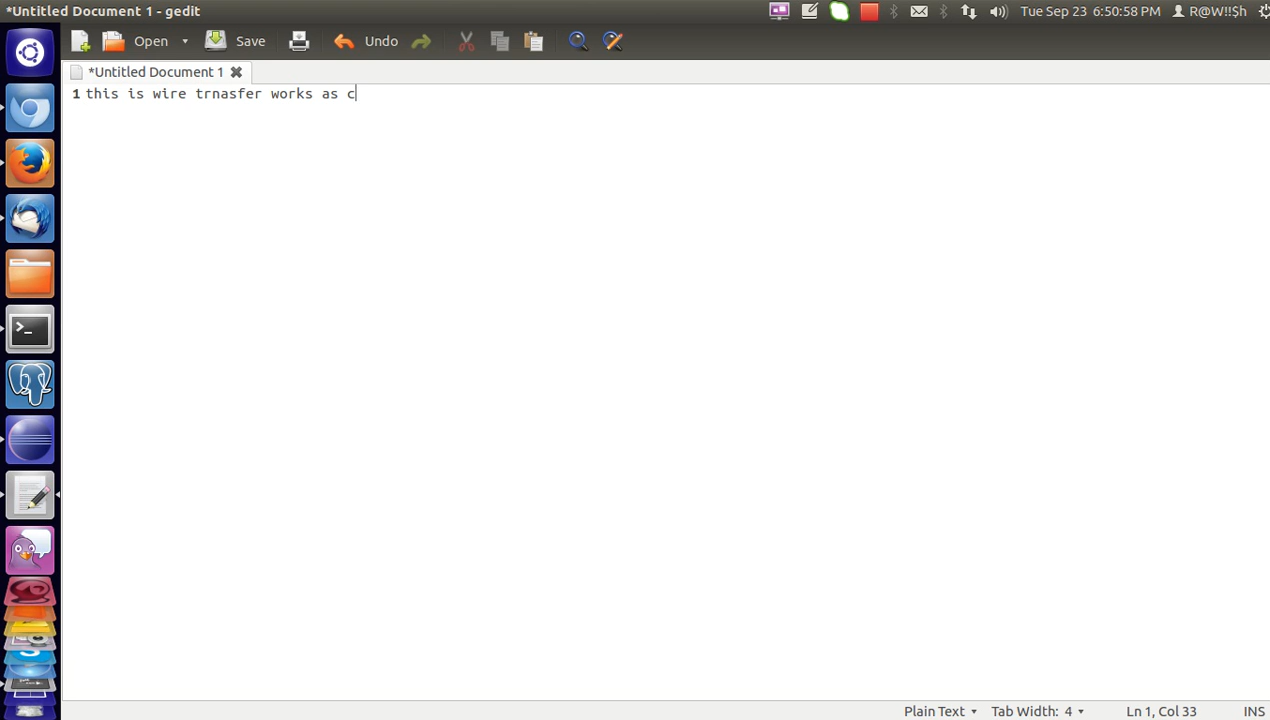 *Untitled Document 1 - gedit
Tue Sep 23 6:50:58 PM R@W!!$h
Open Save Undo
*Untitled Document 1
1 this is wire trnasfer works as c
Plain Text Tab Width: 4 Ln 1, Col 33 INS